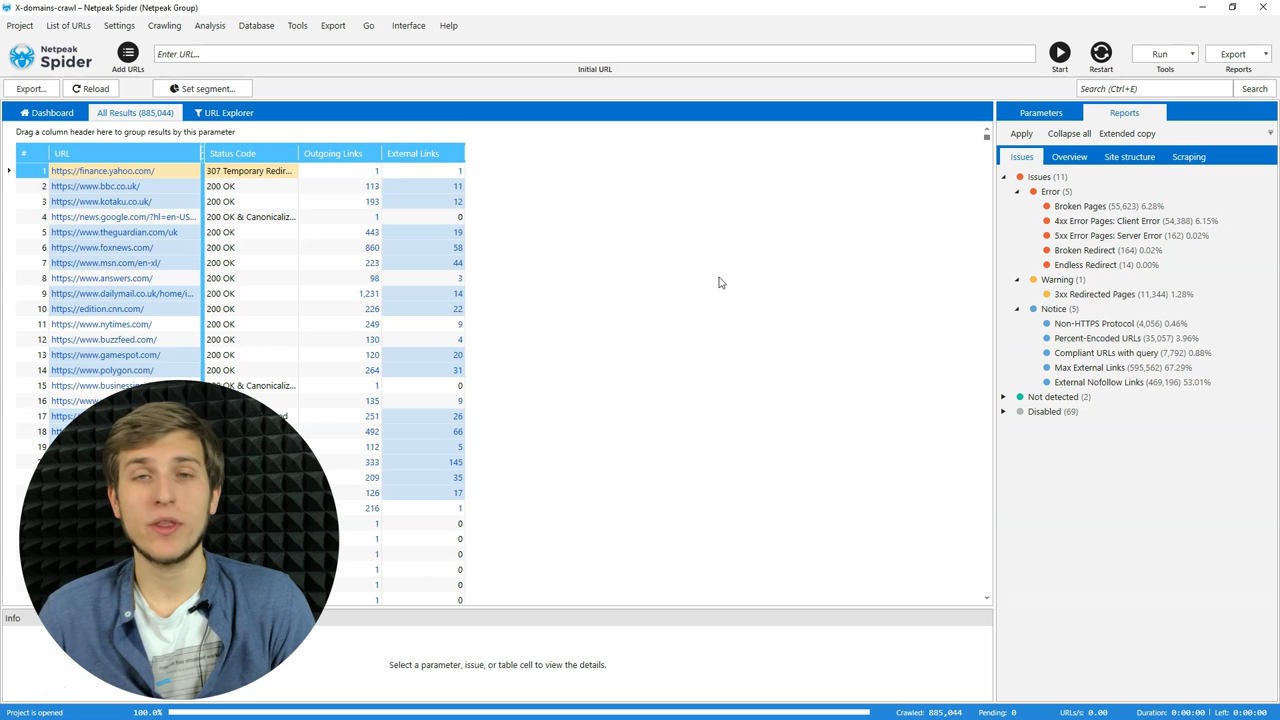 X-domains-crawl – Netpeak Spider (Netpeak Group)
Project List of URLs Settings Crawling Analysis Database Tools Export Go Interface Help
Netpeak Spider
Add URLs
Enter URL...
Initial URL
Start
Restart
Run
Tools
Export
Reports
Export... Reload Set segment... Search (Ctrl+E) Search
Dashboard All Results (885,044) URL Explorer
Drag a column header here to group results by this parameter
# URL Status Code Outgoing Links External Links
1 https://finance.yahoo.com/ 307 Temporary Redir... 1 1
2 https://www.bbc.co.uk/ 200 OK 113 11
3 https://www.kotaku.co.uk/ 200 OK 193 12
4 https://news.google.com/?hl=en-US... 200 OK & Canonicaliz... 1 0
5 https://www.theguardian.com/uk 200 OK 443 19
6 https://www.foxnews.com/ 200 OK 860 58
7 https://www.msn.com/en-xl/ 200 OK 223 44
8 https://www.answers.com/ 200 OK 98 3
9 https://www.dailymail.co.uk/home/i... 200 OK 1,231 14
10 https://edition.cnn.com/ 200 OK 226 22
11 https://www.nytimes.com/ 200 OK 249 9
12 https://www.buzzfeed.com/ 200 OK 130 4
13 https://www.gamespot.com/ 200 OK 120 20
14 https://www.polygon.com/ 200 OK 264 31
15 https://www.businessin OK & Canonicaliz... 1 0
16 https://www. 135 9
17 https: 251 26
18 492 66
19 112 5
333 145
209 35
126 17
216 1
1 0
1 0
1 0
1 0
1 0
1 0
Info
Select a parameter, issue, or table cell to view the details.
Parameters Reports
Apply Collapse all Extended copy
Issues Overview Site structure Scraping
Issues (11)
Error (5)
Broken Pages (55,623) 6.28%
4xx Error Pages: Client Error (54,388) 6.15%
5xx Error Pages: Server Error (162) 0.02%
Broken Redirect (164) 0.02%
Endless Redirect (14) 0.00%
Warning (1)
3xx Redirected Pages (11,344) 1.28%
Notice (5)
Non-HTTPS Protocol (4,056) 0.46%
Percent-Encoded URLs (35,057) 3.96%
Compliant URLs with query (7,792) 0.88%
Max External Links (595,562) 67.29%
External Nofollow Links (469,196) 53.01%
Not detected (2)
Disabled (69)
Project is opened 100.0% Crawled: 885,044 Pending: 0 URLs/s: 0.00 Duration: 0:00:00 Left: 0:00:00